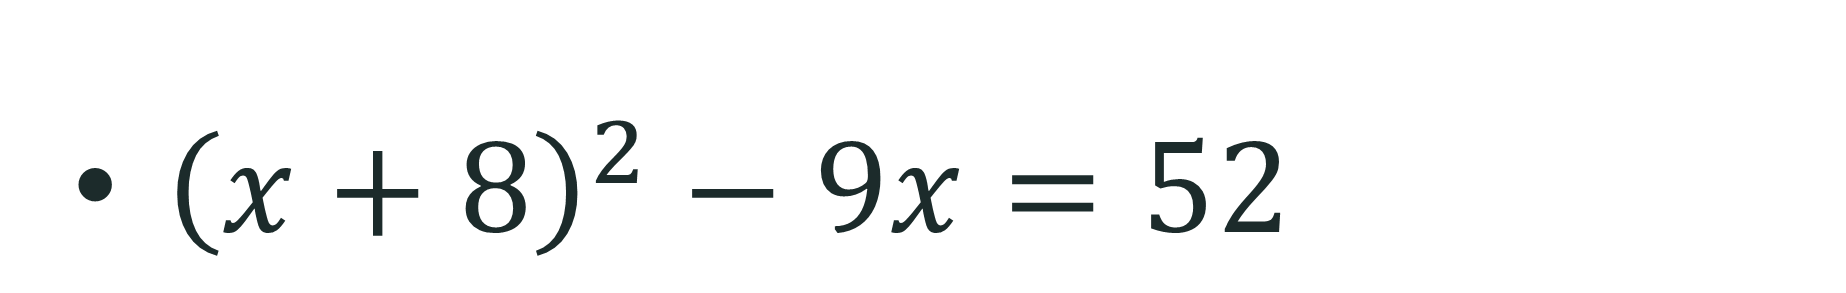 • (x + 8)² − 9x = 52